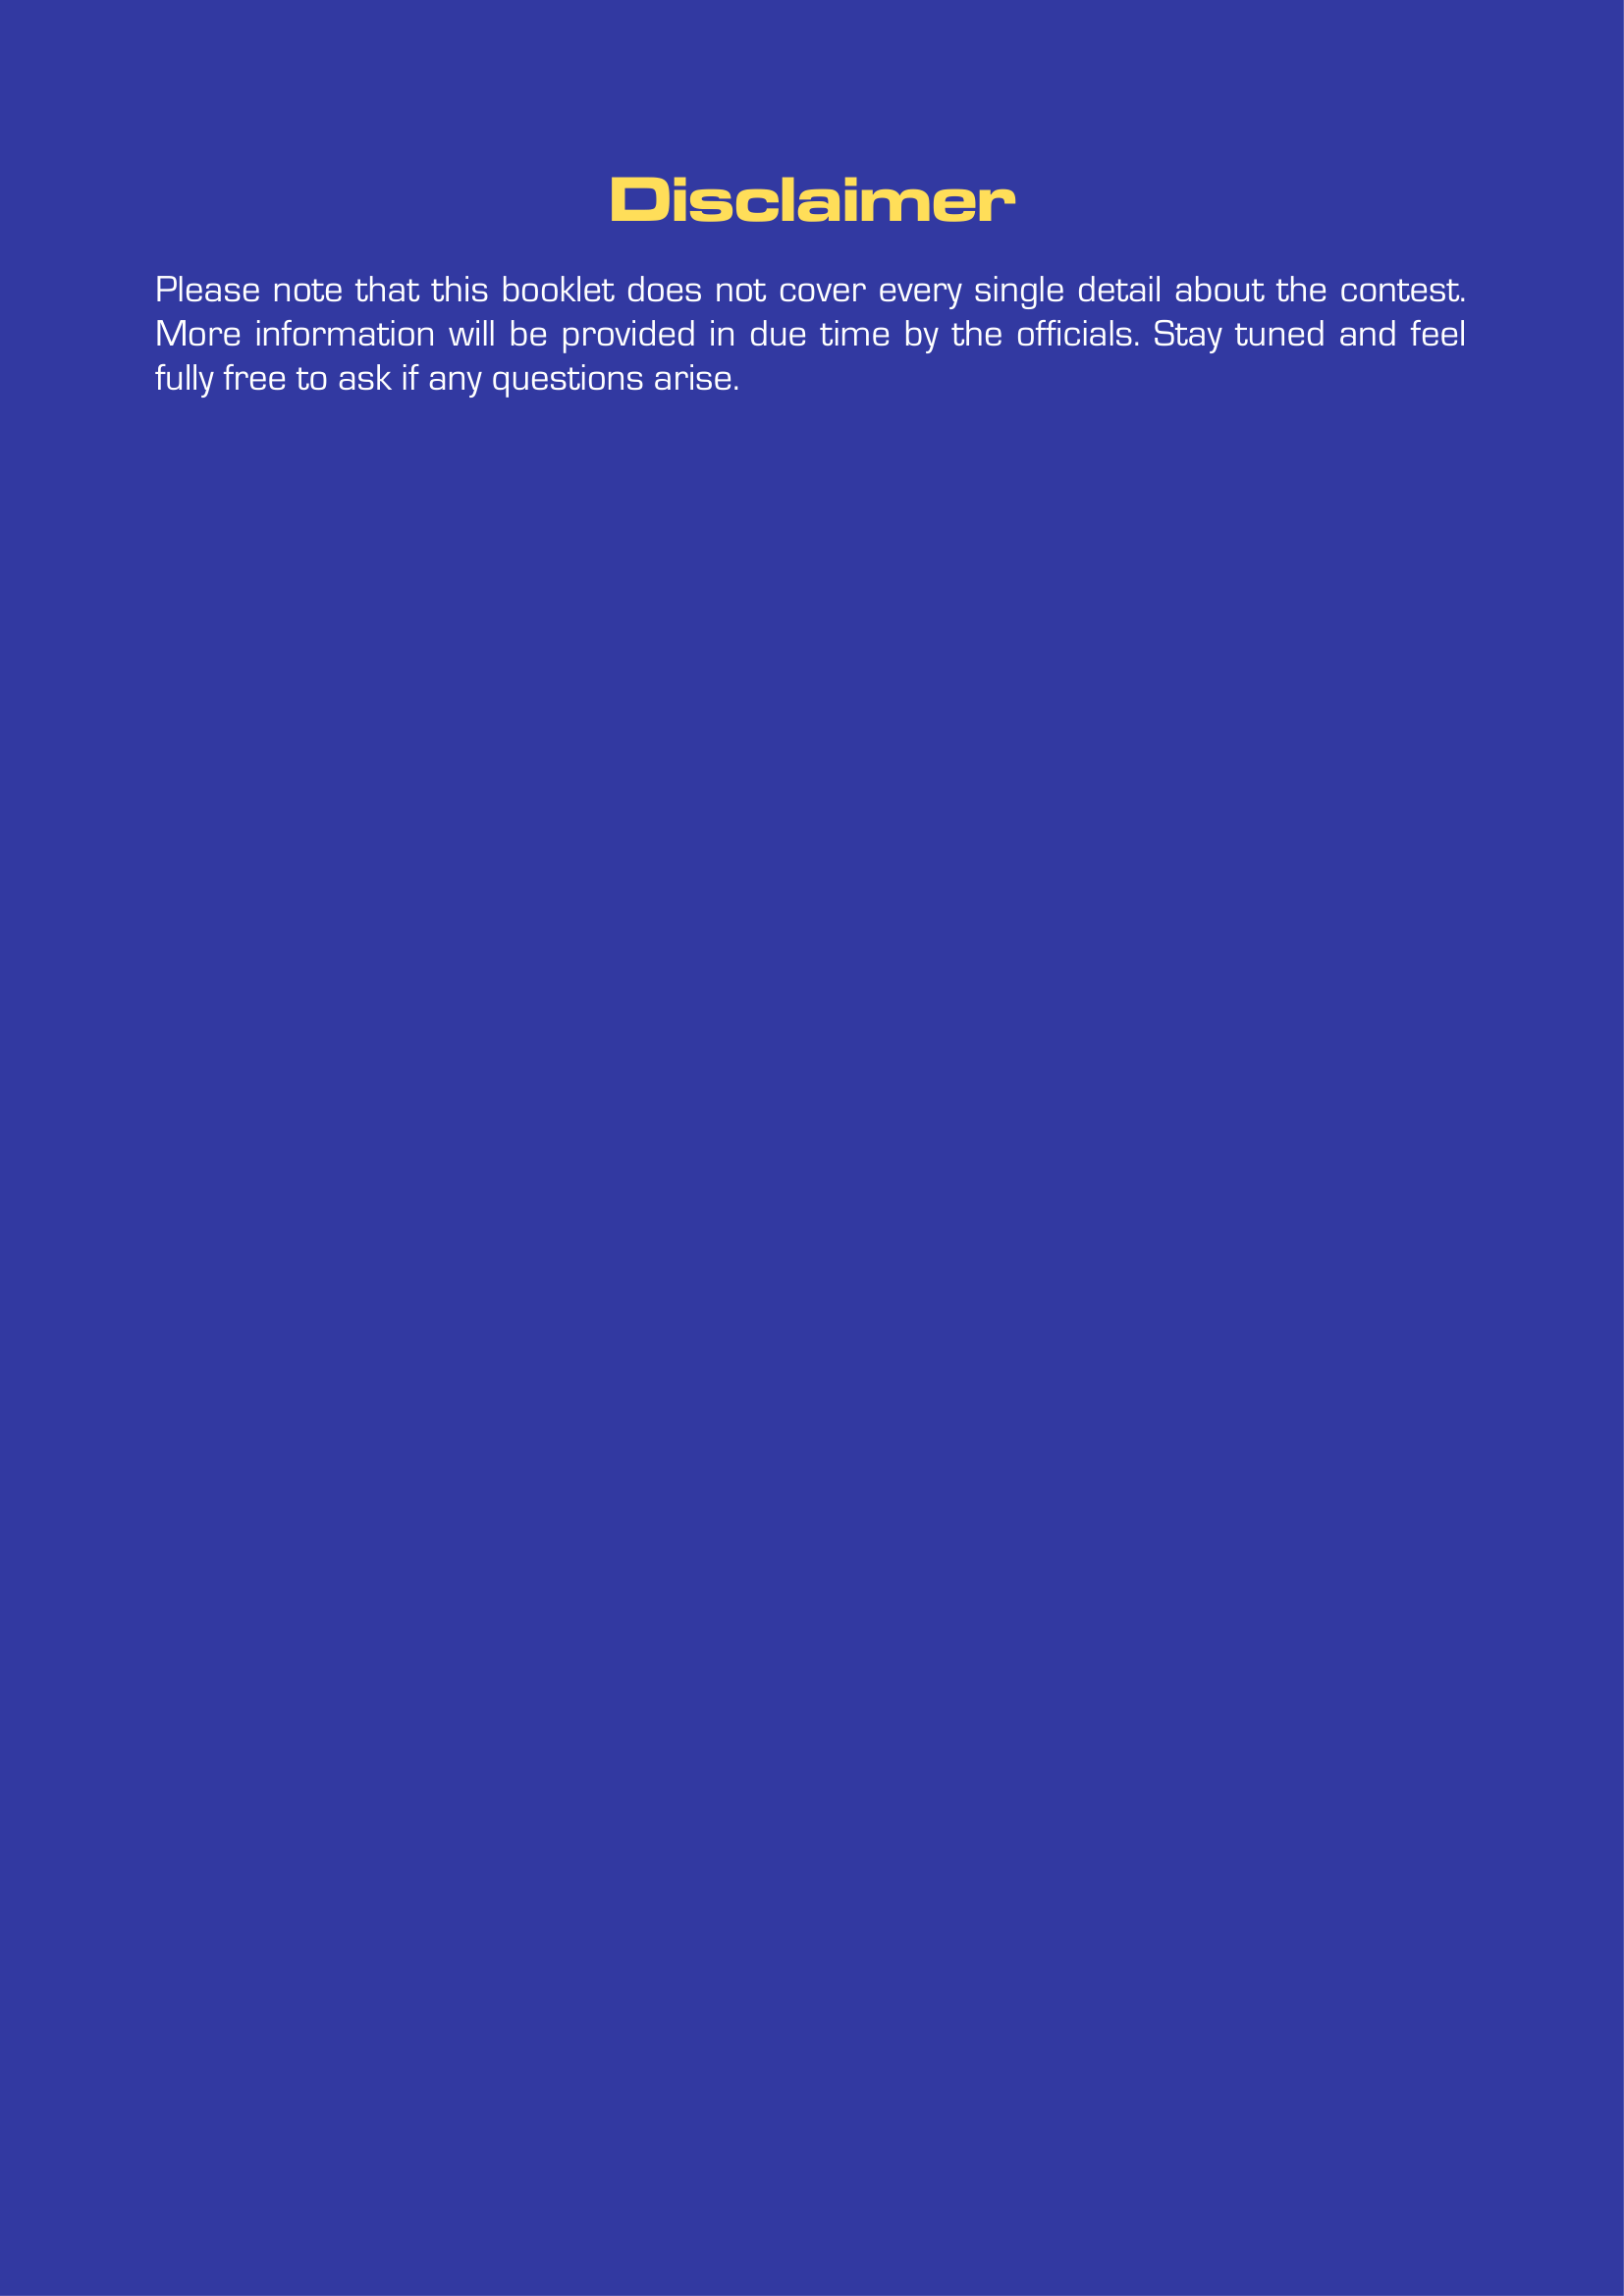 Disclaimer
Please note that this booklet does not cover every single detail about the contest.
More information will be provided in due time by the officials. Stay tuned and feel
fully free to ask if any questions arise.